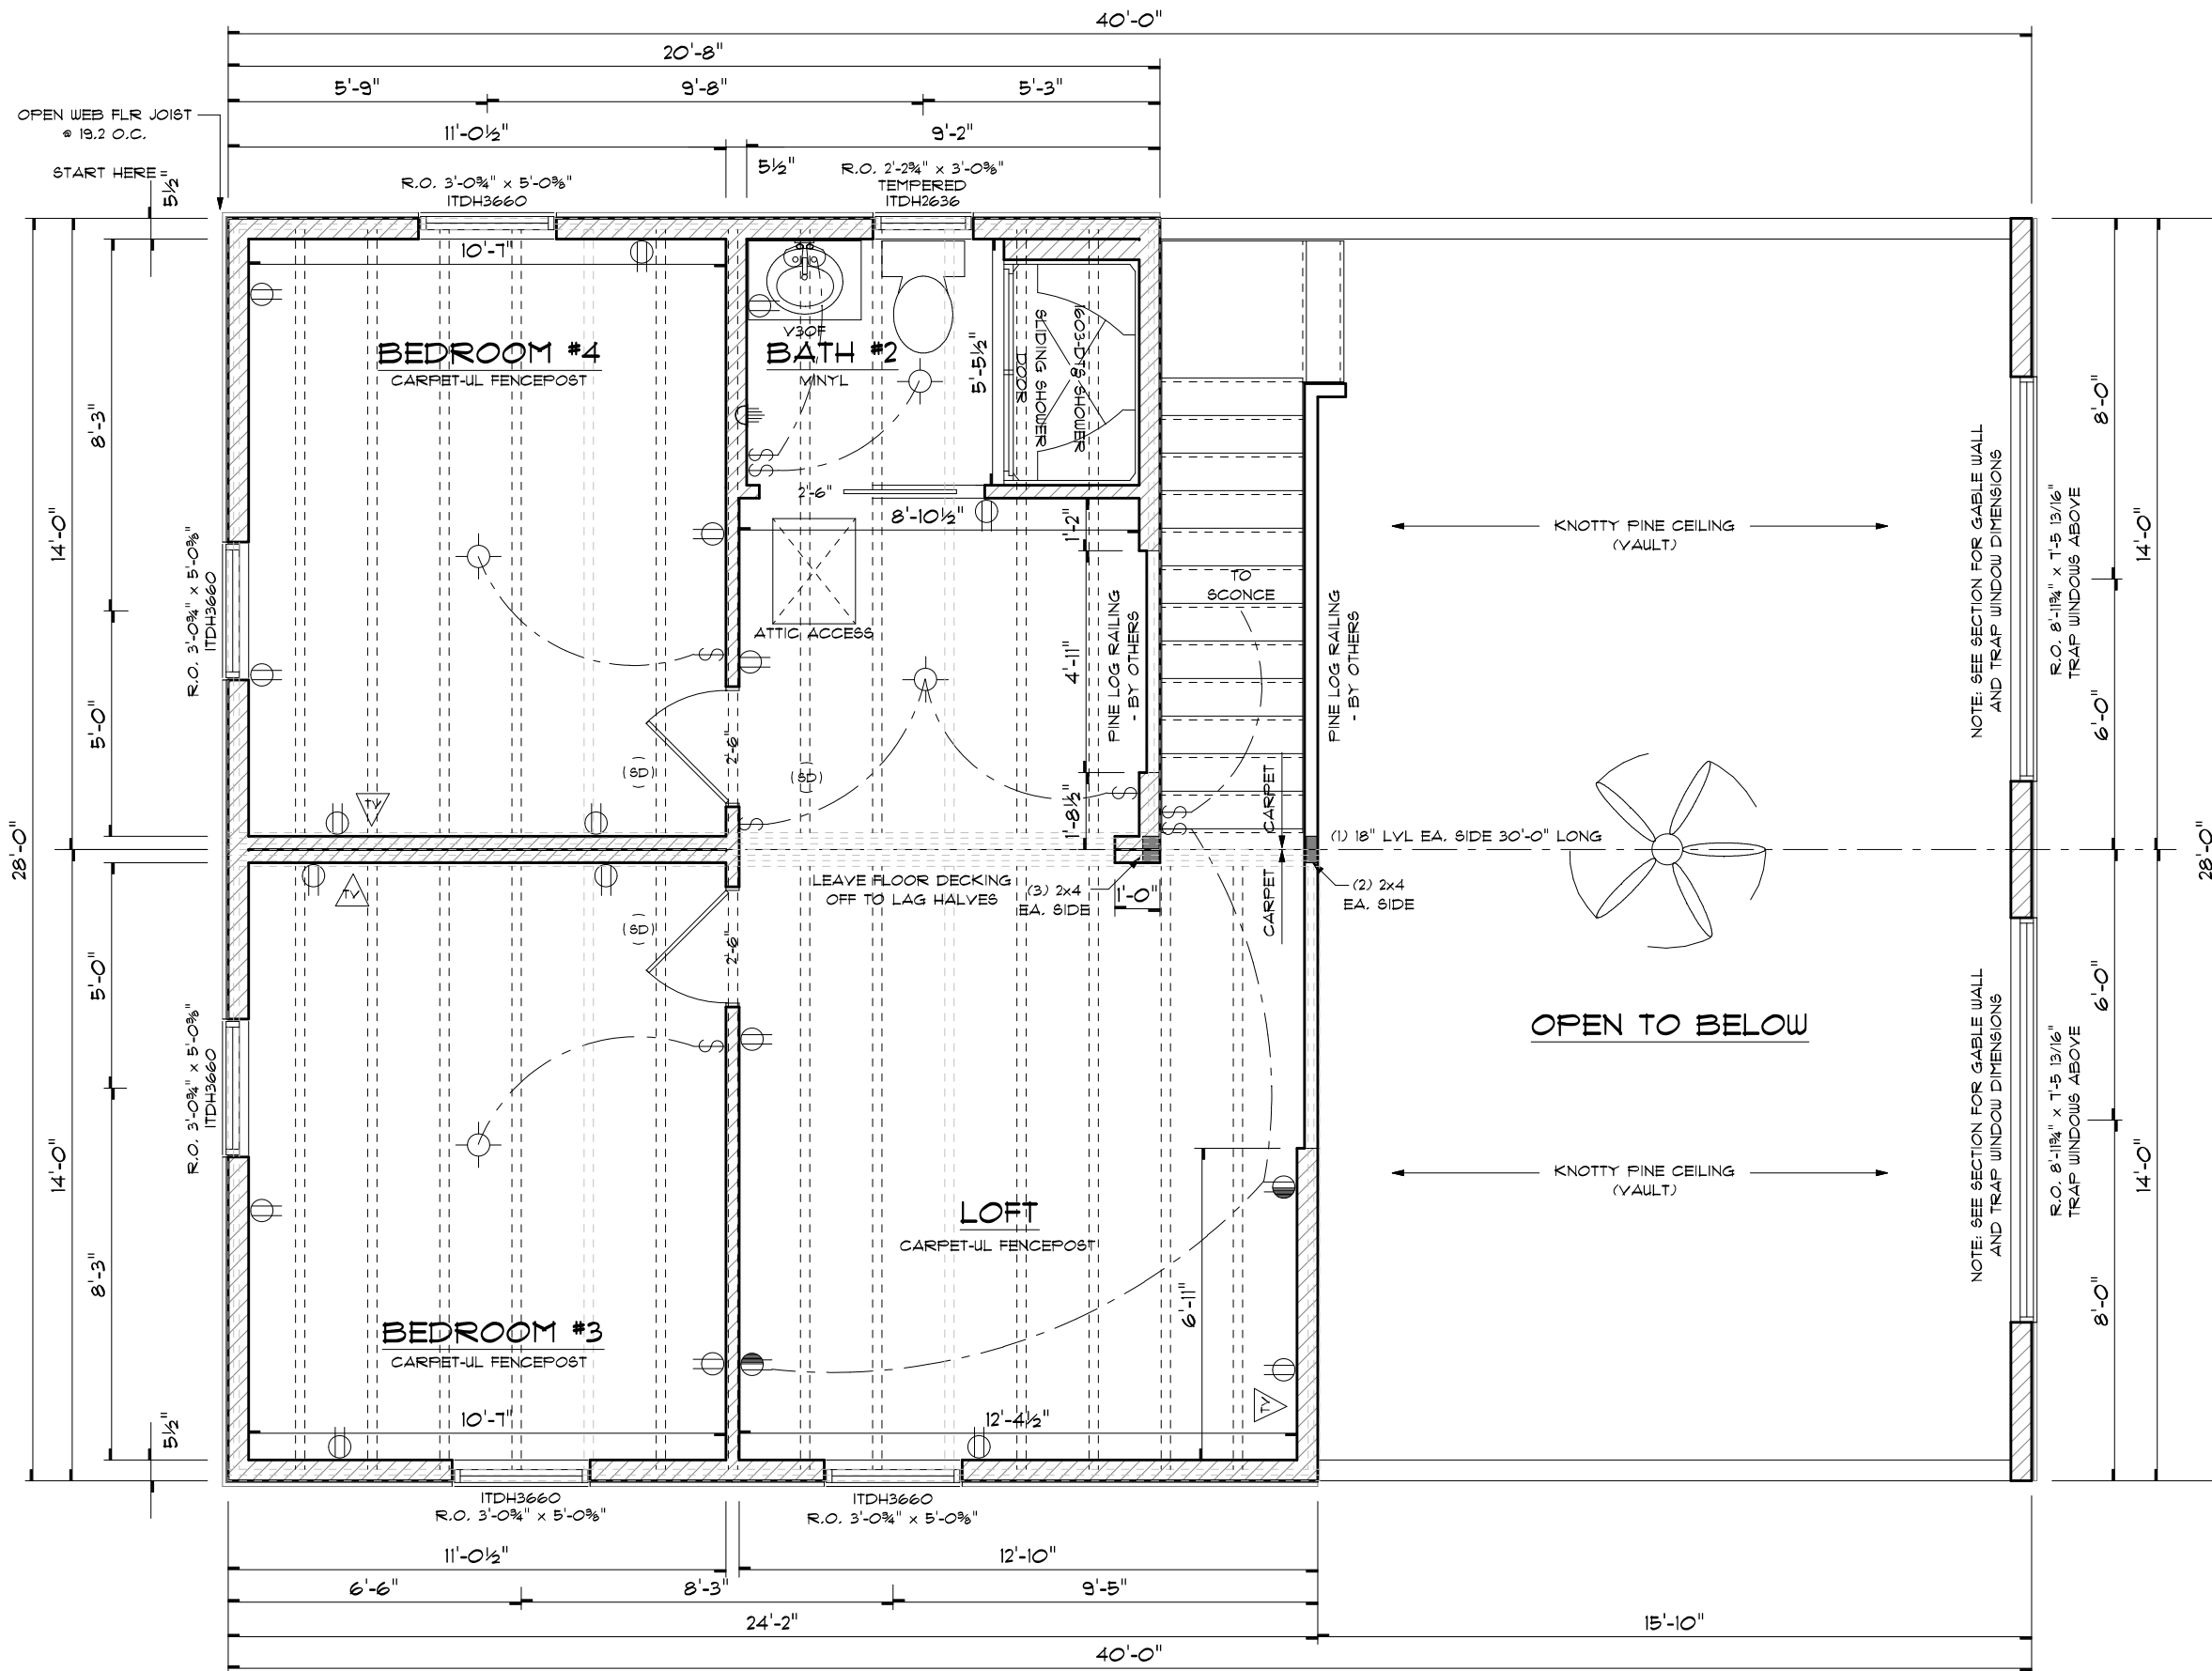 40'-0"
20'-8"
5'-9" 9'-8" 5'-3"
11'-0½" 9'-2"
5½"
OPEN WEB FLR JOIST
@ 19.2 O.C.
START HERE
5½"
R.O. 3'-0¾" x 5'-0⅝"
ITDH3660
R.O. 2'-2¾" x 3'-0⅝"
TEMPERED
ITDH2636
10'-7"
BEDROOM #4
CARPET-UL FENCEPOST
V30F
BATH #2
VINYL
5'-5½"
1603-DTS SHOWER
SLIDING SHOWER
DOOR
SS
2'-6"
8'-10½"
1'-2"
ATTIC ACCESS
4'-11"
PINE LOG RAILING
- BY OTHERS
TO
SCONCE
PINE LOG RAILING
- BY OTHERS
KNOTTY PINE CEILING
(VAULT)
NOTE: SEE SECTION FOR GABLE WALL
AND TRAP WINDOW DIMENSIONS
R.O. 8'-11¾" x 7'-5 13/16"
TRAP WINDOWS ABOVE
8'-0"
14'-0"
6'-0"
28'-0"
8'-3"
14'-0"
5'-0"
28'-0"
R.O. 3'-0¾" x 5'-0⅝"
ITDH3660
S
2'-6"
(SD)
(SD)
TV
S
S
SS
1'-8½"
CARPET
CARPET
(1) 18" LVL EA. SIDE 30'-0" LONG
LEAVE FLOOR DECKING
OFF TO LAG HALVES
(3) 2x4
EA. SIDE
1'-0"
(2) 2x4
EA. SIDE
TV
(SD)
2'-6"
S
5'-0"
14'-0"
8'-3"
5½"
R.O. 3'-0¾" x 5'-0⅝"
ITDH3660
OPEN TO BELOW
KNOTTY PINE CEILING
(VAULT)
NOTE: SEE SECTION FOR GABLE WALL
AND TRAP WINDOW DIMENSIONS
R.O. 8'-11¾" x 7'-5 13/16"
TRAP WINDOWS ABOVE
6'-0"
14'-0"
8'-0"
LOFT
CARPET-UL FENCEPOST
6'-11"
BEDROOM #3
CARPET-UL FENCEPOST
TV
10'-7"
12'-4½"
ITDH3660
R.O. 3'-0¾" x 5'-0⅝"
ITDH3660
R.O. 3'-0¾" x 5'-0⅝"
11'-0½" 12'-10"
6'-6" 8'-3" 9'-5"
24'-2" 15'-10"
40'-0"